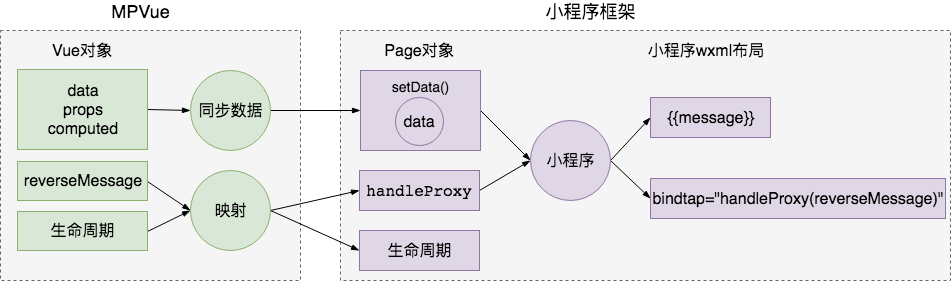 MPVue
小程序框架
Vue对象
Page对象
小程序wxml布局
data
props
computed
同步数据
setData()
data
{{message}}
小程序
reverseMessage
映射
handleProxy
bindtap="handleProxy(reverseMessage)"
生命周期
生命周期